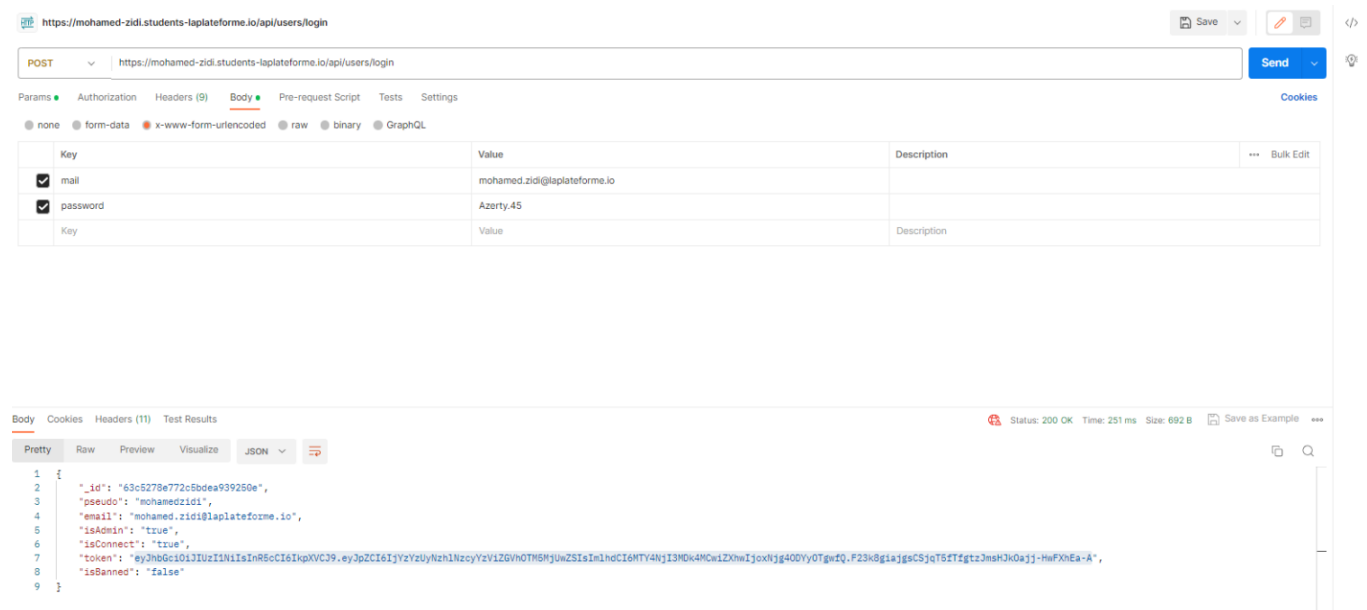 https://mohamed-zidi.students-laplateforme.io/api/users/login
Save
POST https://mohamed-zidi.students-laplateforme.io/api/users/login Send
Params Authorization Headers (9) Body Pre-request Script Tests Settings Cookies
none form-data x-www-form-urlencoded raw binary GraphQL
Key Value Description Bulk Edit
mail mohamed.zidi@laplateforme.io
password Azerty.45
Key Value Description
Body Cookies Headers (11) Test Results Status: 200 OK Time: 251 ms Size: 692 B Save as Example
Pretty Raw Preview Visualize JSON
1 {
2 "_id": "63c5278e772c5bdea939250e",
3 "pseudo": "mohamedzidi",
4 "email": "mohamed.zidi@laplateforme.io",
5 "isAdmin": "true",
6 "isConnect": "true",
7 "token":
8 "isBanned": "false"
9 }